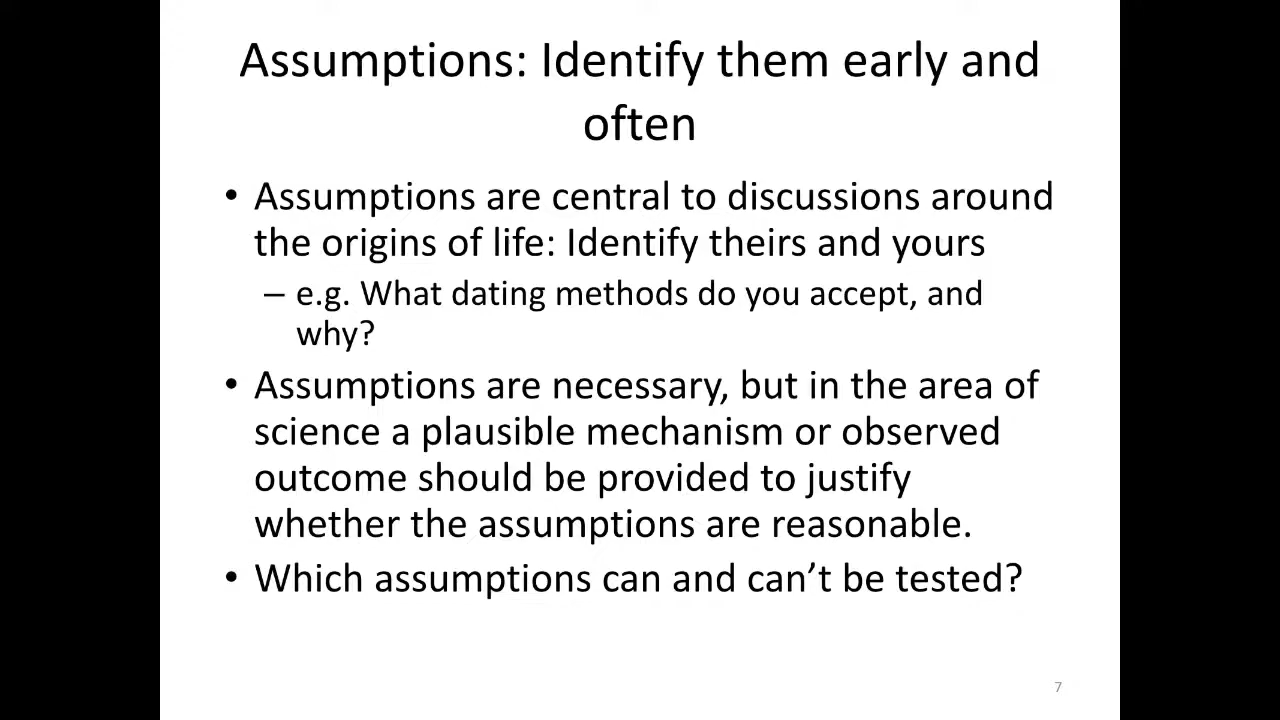 Assumptions: Identify them early and
often
• Assumptions are central to discussions around
the origins of life: Identify theirs and yours
– e.g. What dating methods do you accept, and
why?
• Assumptions are necessary, but in the area of
science a plausible mechanism or observed
outcome should be provided to justify
whether the assumptions are reasonable.
• Which assumptions can and can’t be tested?
7